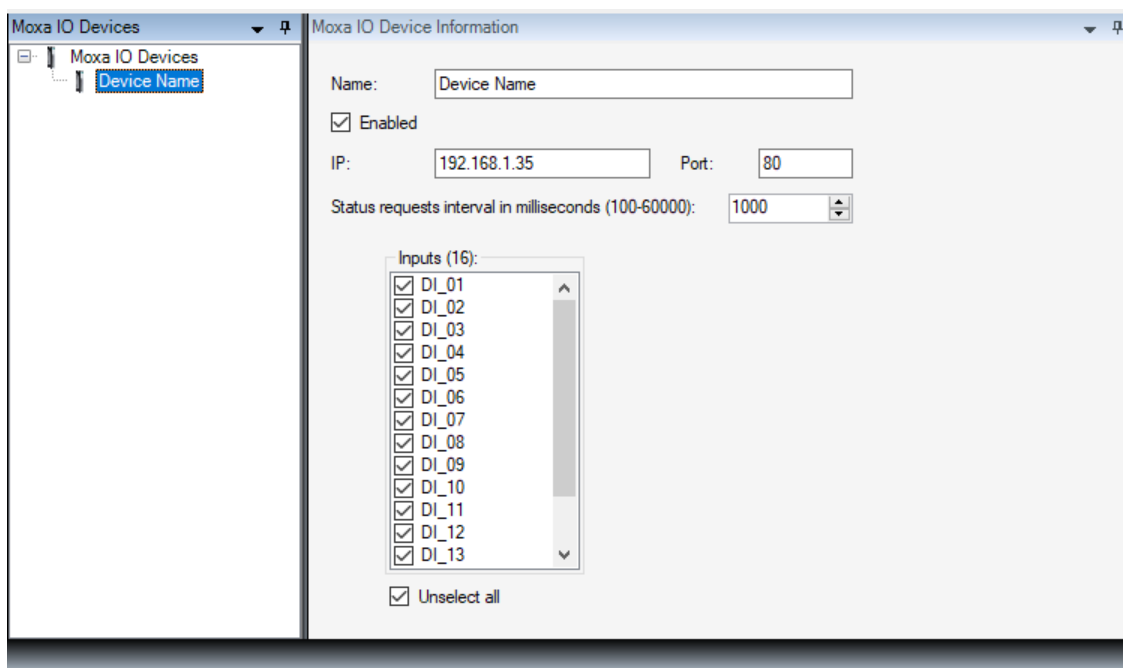 Moxa IO Devices
Moxa IO Devices
Device Name
Moxa IO Device Information
Name: Device Name
Enabled
IP: 192.168.1.35 Port: 80
Status requests interval in milliseconds (100-60000): 1000
Inputs (16):
DI_01
DI_02
DI_03
DI_04
DI_05
DI_06
DI_07
DI_08
DI_09
DI_10
DI_11
DI_12
DI_13
Unselect all